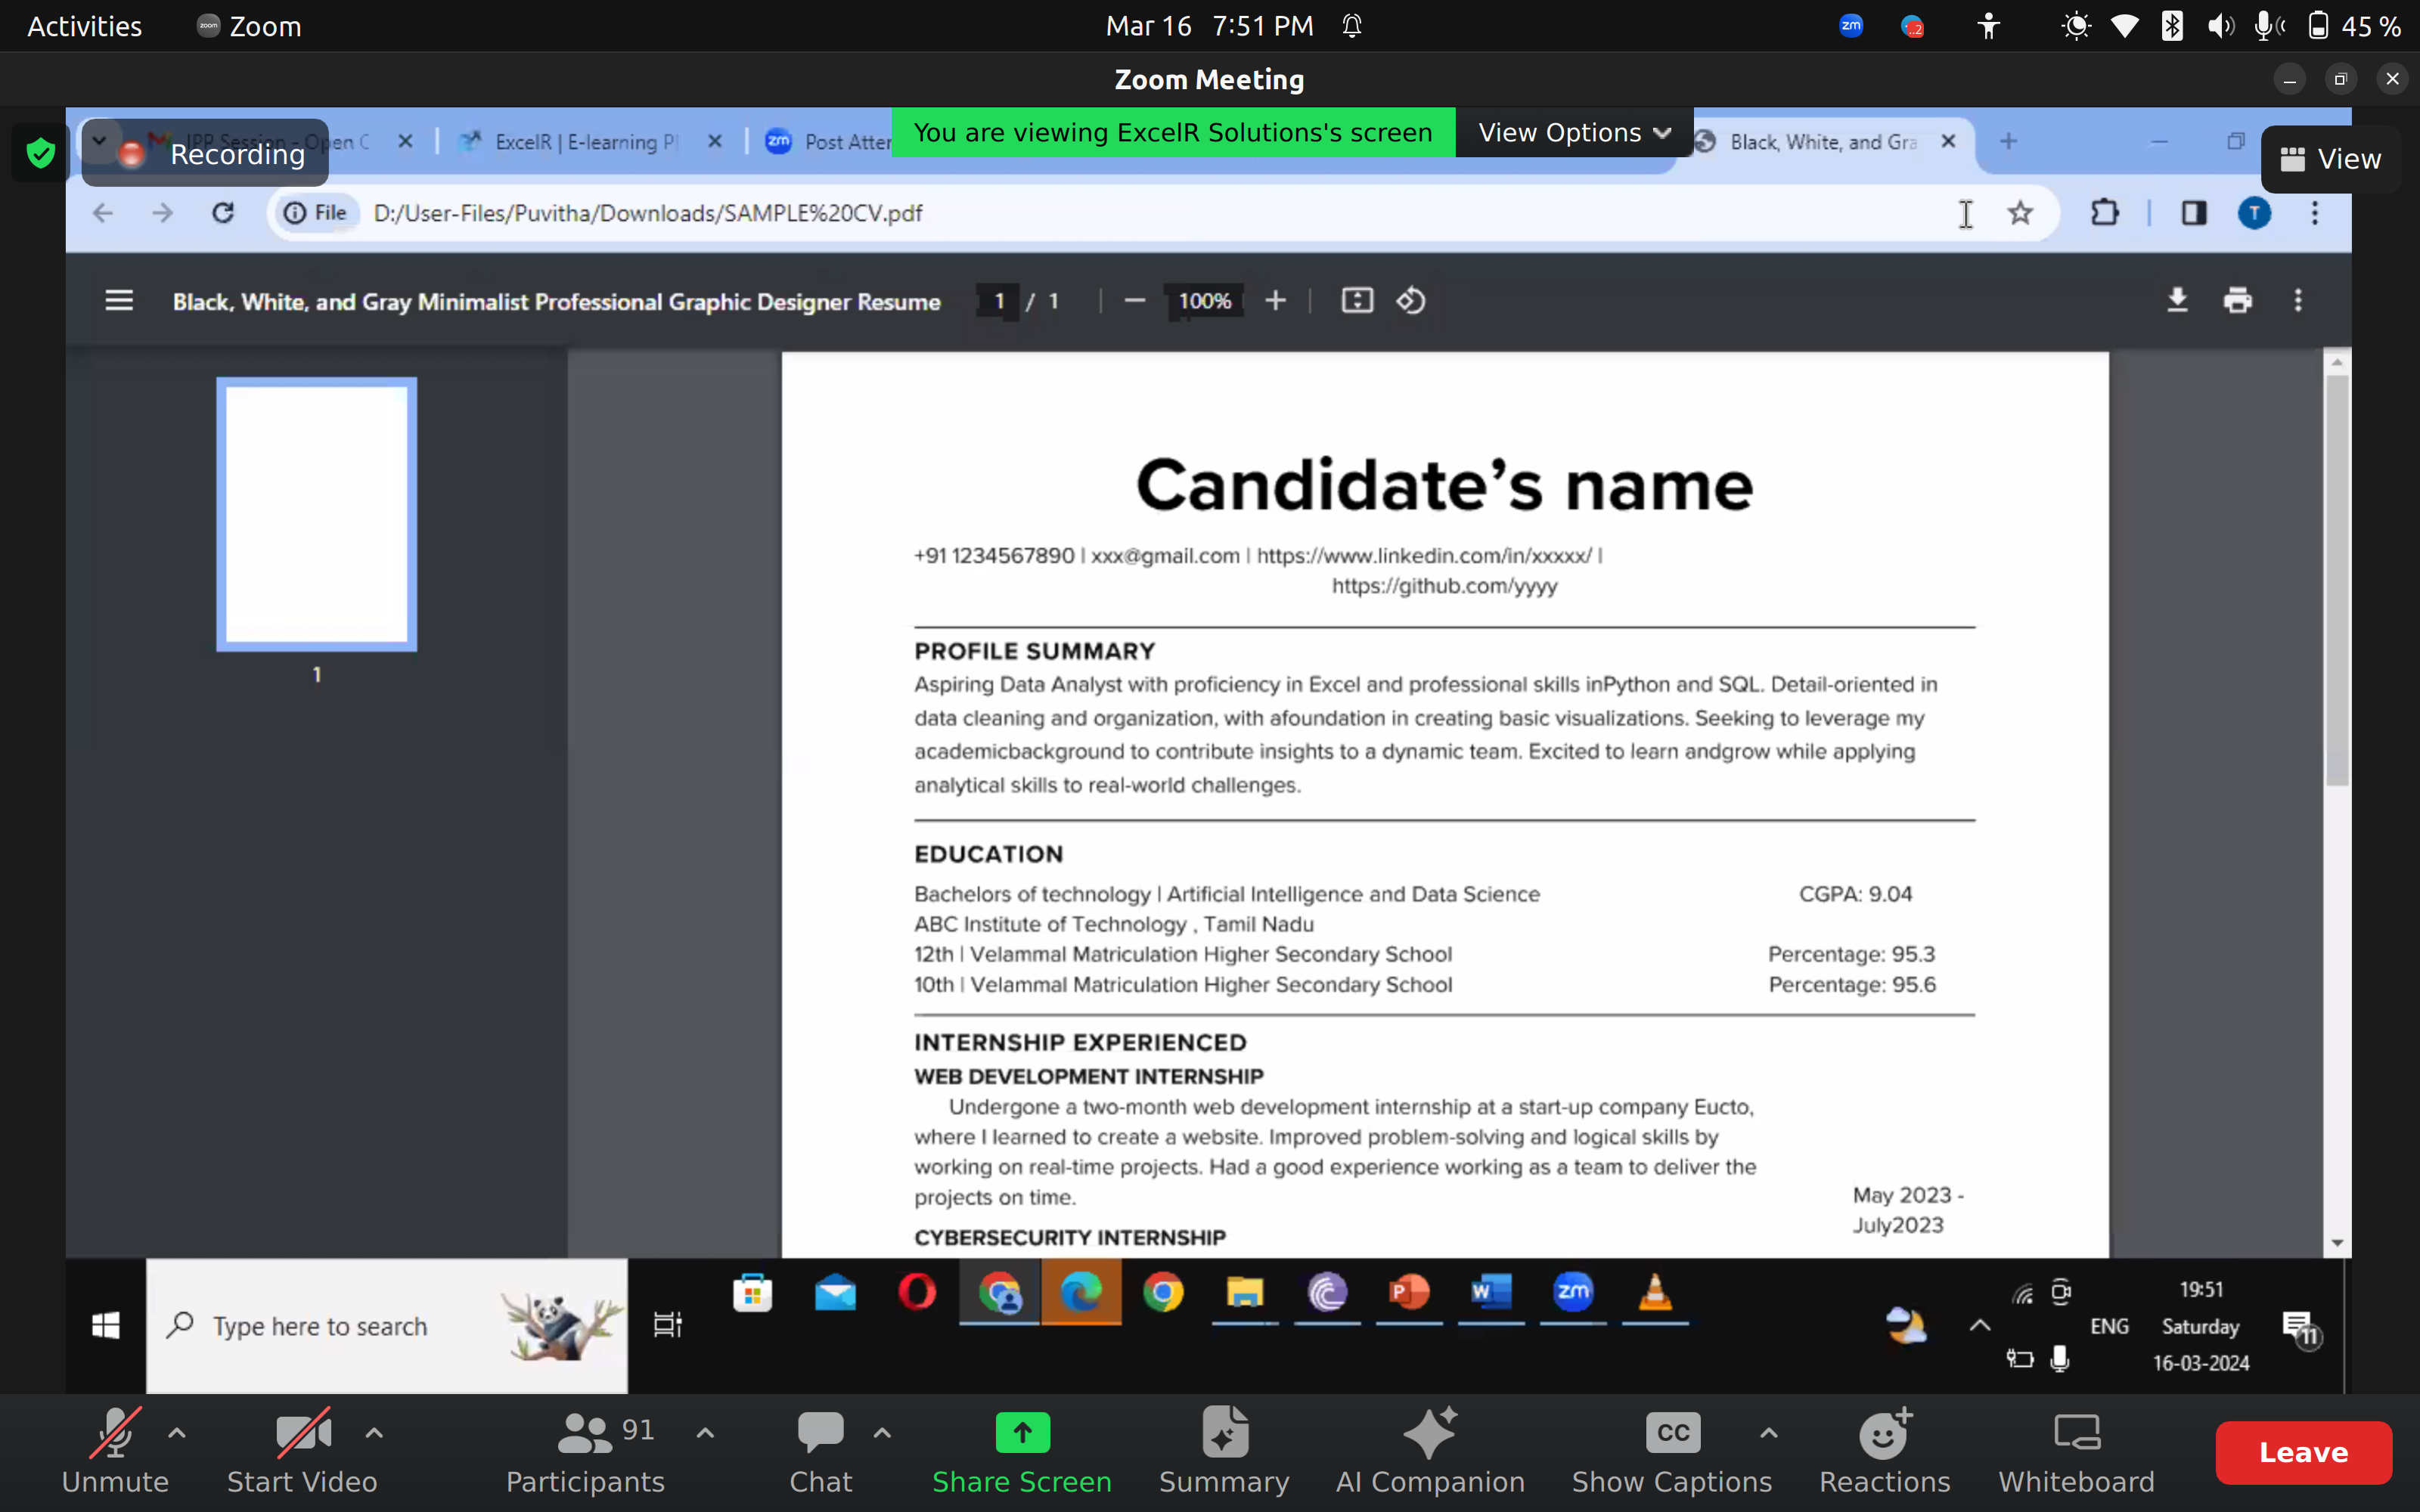 Activities
zoom Zoom
Mar 16 7:51 PM
zm
45 %
Zoom Meeting
IPP Session - Open C
Recording
ExcelR | E-learning Pl
zm Post Atter
You are viewing ExcelR Solutions's screen
View Options
Black, White, and Gra
View
File D:/User-Files/Puvitha/Downloads/SAMPLE%20CV.pdf
T
Black, White, and Gray Minimalist Professional Graphic Designer Resume
1 / 1
100%
1
Candidate's name
+91 1234567890 | xxx@gmail.com | https://www.linkedin.com/in/xxxxx/ |
https://github.com/yyyy
PROFILE SUMMARY
Aspiring Data Analyst with proficiency in Excel and professional skills inPython and SQL. Detail-oriented in
data cleaning and organization, with afoundation in creating basic visualizations. Seeking to leverage my
academicbackground to contribute insights to a dynamic team. Excited to learn andgrow while applying
analytical skills to real-world challenges.
EDUCATION
Bachelors of technology | Artificial Intelligence and Data Science CGPA: 9.04
ABC Institute of Technology , Tamil Nadu
12th | Velammal Matriculation Higher Secondary School Percentage: 95.3
10th | Velammal Matriculation Higher Secondary School Percentage: 95.6
INTERNSHIP EXPERIENCED
WEB DEVELOPMENT INTERNSHIP
Undergone a two-month web development internship at a start-up company Eucto,
where I learned to create a website. Improved problem-solving and logical skills by
working on real-time projects. Had a good experience working as a team to deliver the
projects on time.
May 2023 -
July2023
CYBERSECURITY INTERNSHIP
Type here to search
P
W
zm
ENG
19:51
Saturday
16-03-2024
11
Unmute
Start Video
91
Participants
Chat
Share Screen
Summary
AI Companion
CC
Show Captions
Reactions
Whiteboard
Leave